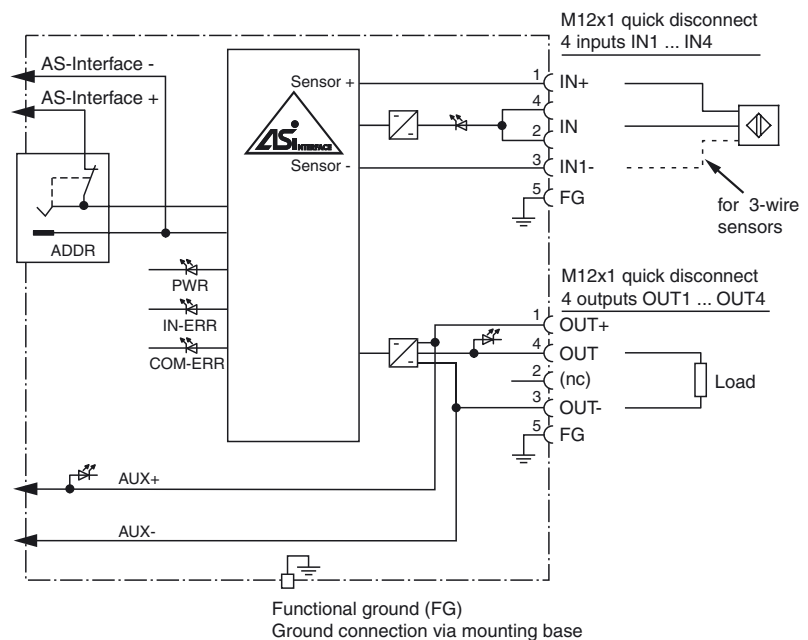 M12x1 quick disconnect
4 inputs IN1 ... IN4
AS-Interface -
AS-Interface +
Sensor +
1
IN+
4
IN
2
ASi INTERFACE
Sensor -
3
IN1-
5
FG
for 3-wire
sensors
ADDR
PWR
IN-ERR
COM-ERR
M12x1 quick disconnect
4 outputs OUT1 ... OUT4
1
OUT+
4
OUT
2
(nc)
Load
3
OUT-
5
FG
AUX+
AUX-
Functional ground (FG)
Ground connection via mounting base